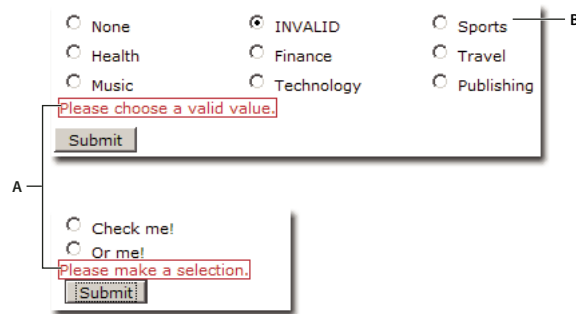 None INVALID Sports B
Health Finance Travel
Music Technology Publishing
Please choose a valid value.
Submit
A
Check me!
Or me!
Please make a selection.
Submit